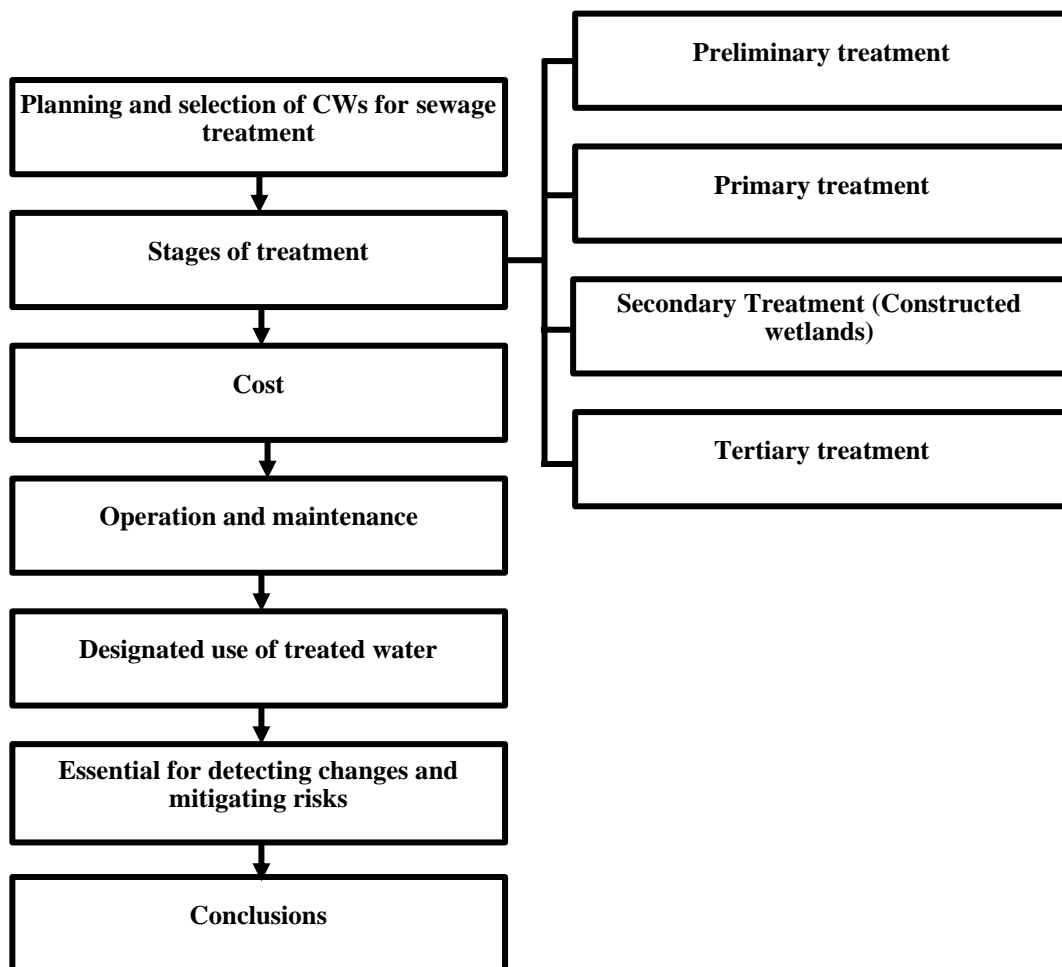 Planning and selection of CWs for sewage
treatment
Stages of treatment
Cost
Operation and maintenance
Designated use of treated water
Essential for detecting changes and
mitigating risks
Conclusions
Preliminary treatment
Primary treatment
Secondary Treatment (Constructed
wetlands)
Tertiary treatment